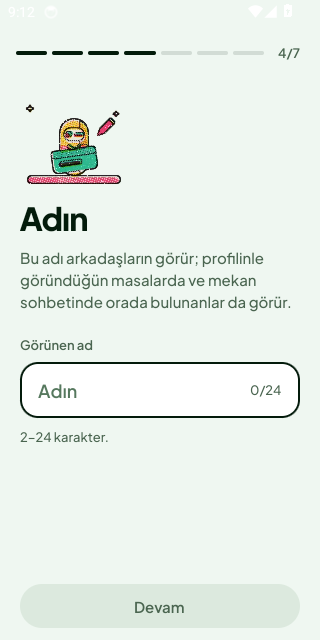 9:12
4/7
Adın
Bu adı arkadaşların görür; profilinle
göründüğün masalarda ve mekan
sohbetinde orada bulunanlar da görür.
Görünen ad
Adın 0/24
2–24 karakter.
Devam